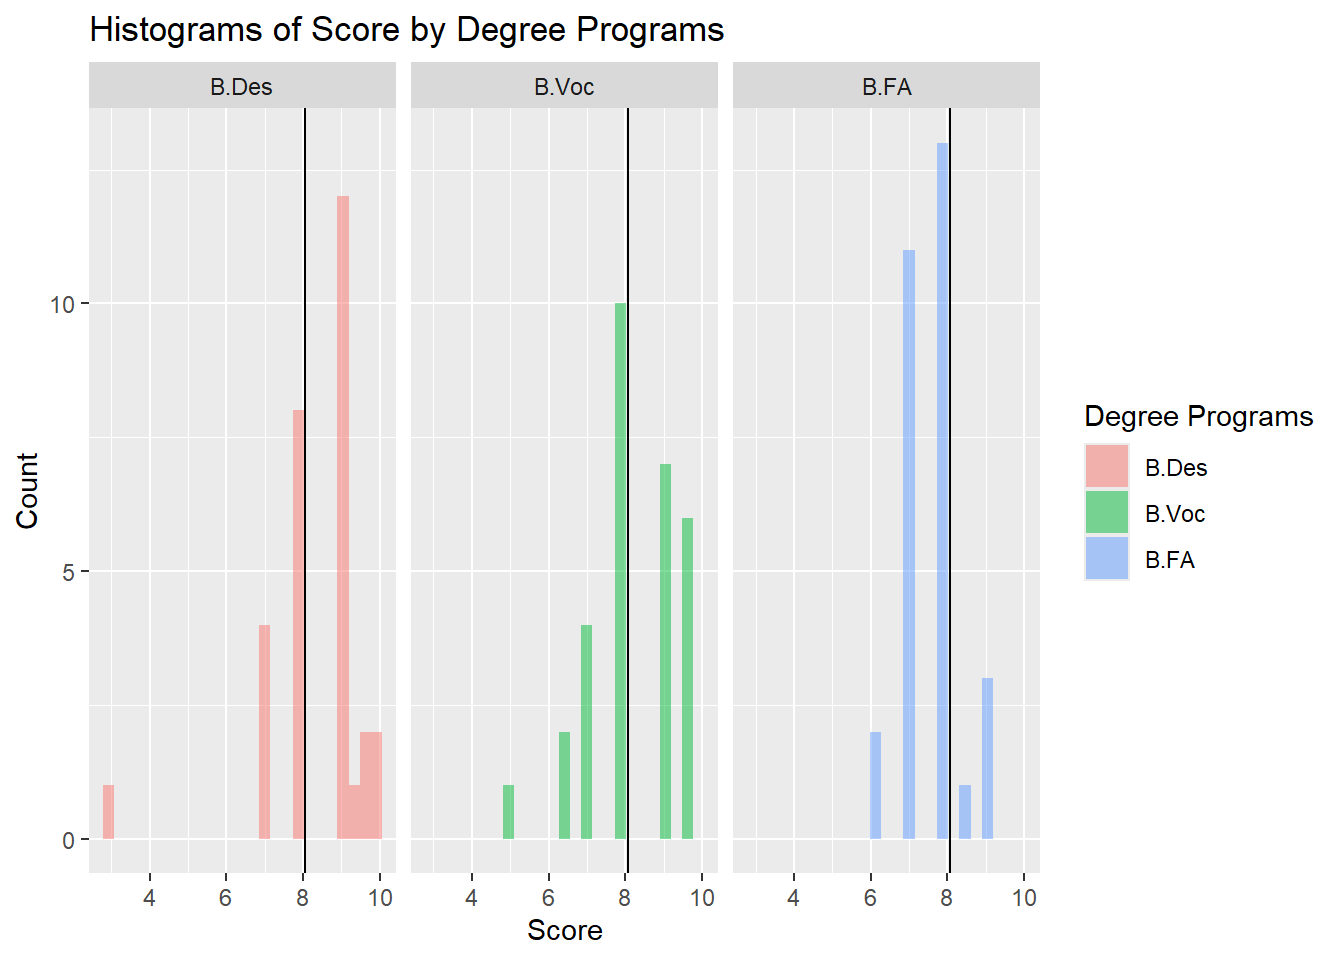 Histograms of Score by Degree Programs
B.Des B.Voc B.FA
10
5
0
Count
4 6 8 10 4 6 8 10 4 6 8 10
Score
Degree Programs
B.Des
B.Voc
B.FA